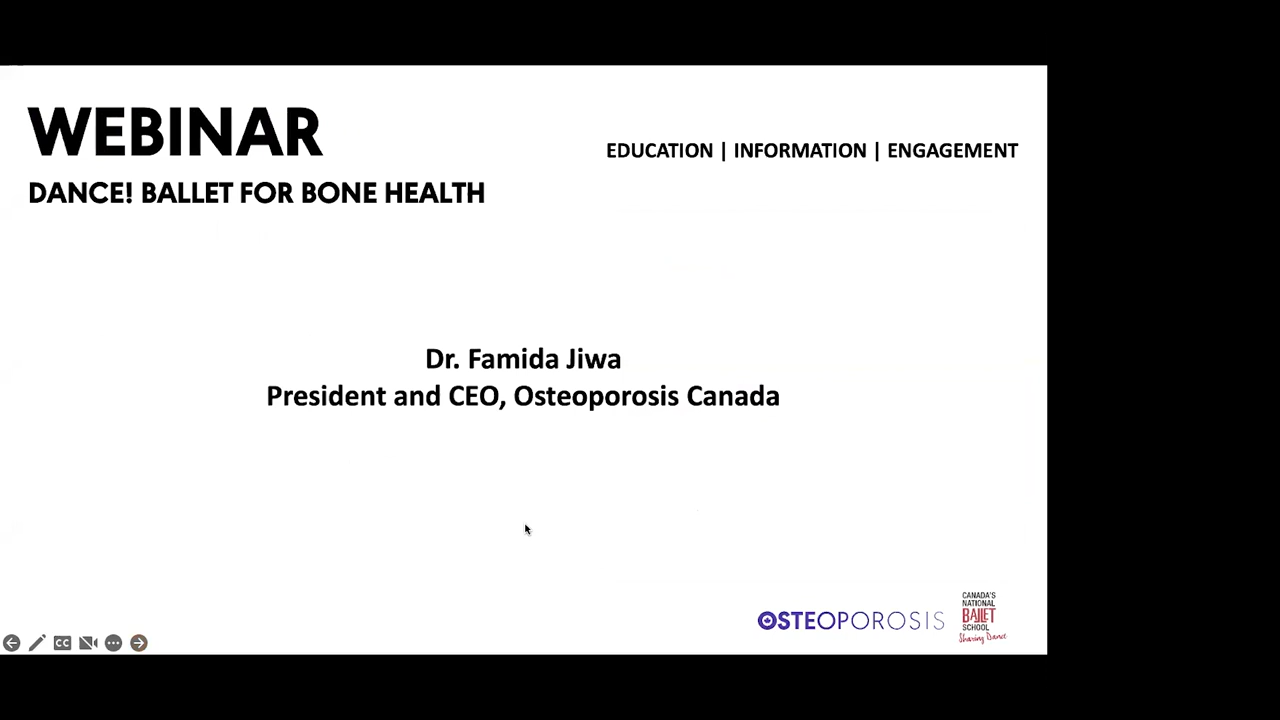 WEBINAR
EDUCATION | INFORMATION | ENGAGEMENT
DANCE! BALLET FOR BONE HEALTH
Dr. Famida Jiwa
President and CEO, Osteoporosis Canada
OSTEOPOROSIS
CANADA'S
NATIONAL
BALLET
SCHOOL
Sharing Dance
CC